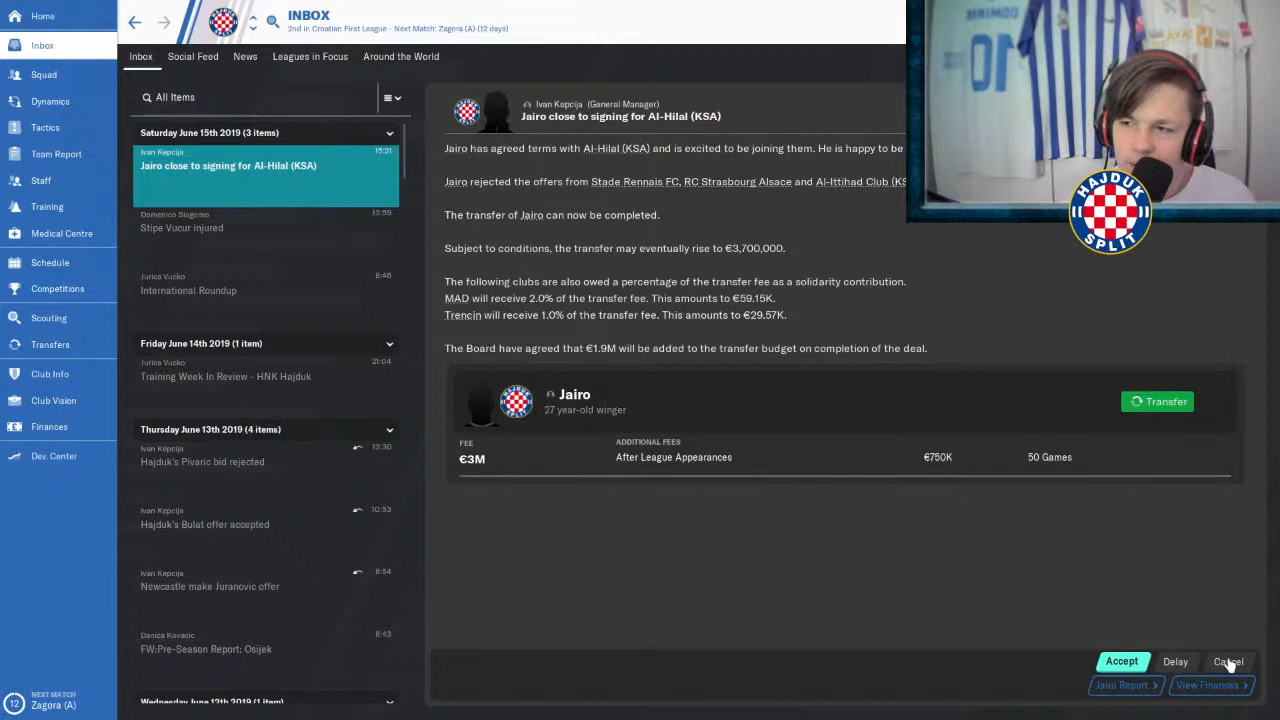 Home
INBOX
2nd in Croatian First League - Next Match: Zagora (A) (12 days)
Inbox
Squad
Dynamics
Tactics
Team Report
Staff
Training
Medical Centre
Schedule
Competitions
Scouting
Transfers
Club Info
Club Vision
Finances
Dev. Center
12
NEXT MATCH
Zagora (A)
Inbox
Social Feed
News
Leagues in Focus
Around the World
All Items
Saturday June 15th 2019 (3 items)
Ivan Kepcija 15:21
Jairo close to signing for Al-Hilal (KSA)
13:59
Stipe Vucur injured
Jurica Vucko 8:46
International Roundup
Friday June 14th 2019 (1 item)
Jurica Vucko 21:04
Training Week In Review - HNK Hajduk
Thursday June 13th 2019 (4 items)
Ivan Kepcija 13:30
Hajduk's Pivaric bid rejected
Ivan Kepcija 10:53
Hajduk's Bulat offer accepted
Ivan Kepcija 8:54
Newcastle make Juranovic offer
Danica Kovacic 8:43
FW:Pre-Season Report: Osijek
Wednesday June 12th 2019 (1 item)
Ivan Kepcija (General Manager)
Jairo close to signing for Al-Hilal (KSA)
Jairo has agreed terms with Al-Hilal (KSA) and is excited to be joining them. He is happy to be
Jairo rejected the offers from Stade Rennais FC, RC Strasbourg Alsace and Al-Ittihad Club (KS
The transfer of Jairo can now be completed.
Subject to conditions, the transfer may eventually rise to €3,700,000.
The following clubs are also owed a percentage of the transfer fee as a solidarity contribution.
MAD will receive 2.0% of the transfer fee. This amounts to €59.15K.
Trencin will receive 1.0% of the transfer fee. This amounts to €29.57K.
The Board have agreed that €1.9M will be added to the transfer budget on completion of the deal.
Jairo
27 year-old winger
Transfer
FEE
€3M
ADDITIONAL FEES
After League Appearances €750K 50 Games
Accept
Delay
Cancel
Jairo Report
View Finances
10
HAJDUK
SPLIT